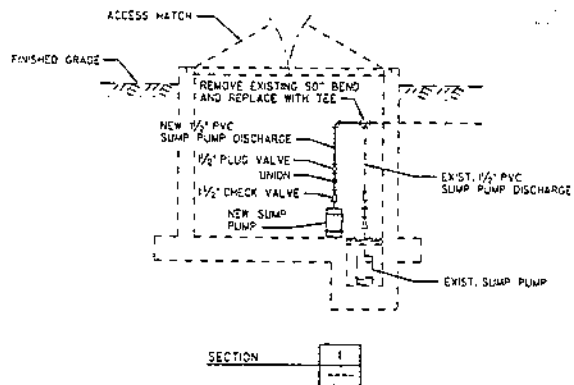 ACCESS HATCH
FINISHED GRADE
REMOVE EXISTING 90° BEND
AND REPLACE WITH TEE
NEW 1½" PVC
SUMP PUMP DISCHARGE
1½" PLUG VALVE
UNION
1½" CHECK VALVE
NEW SUMP
PUMP
EXIST. 1½" PVC
SUMP PUMP DISCHARGE
EXIST. SUMP PUMP
SECTION
1